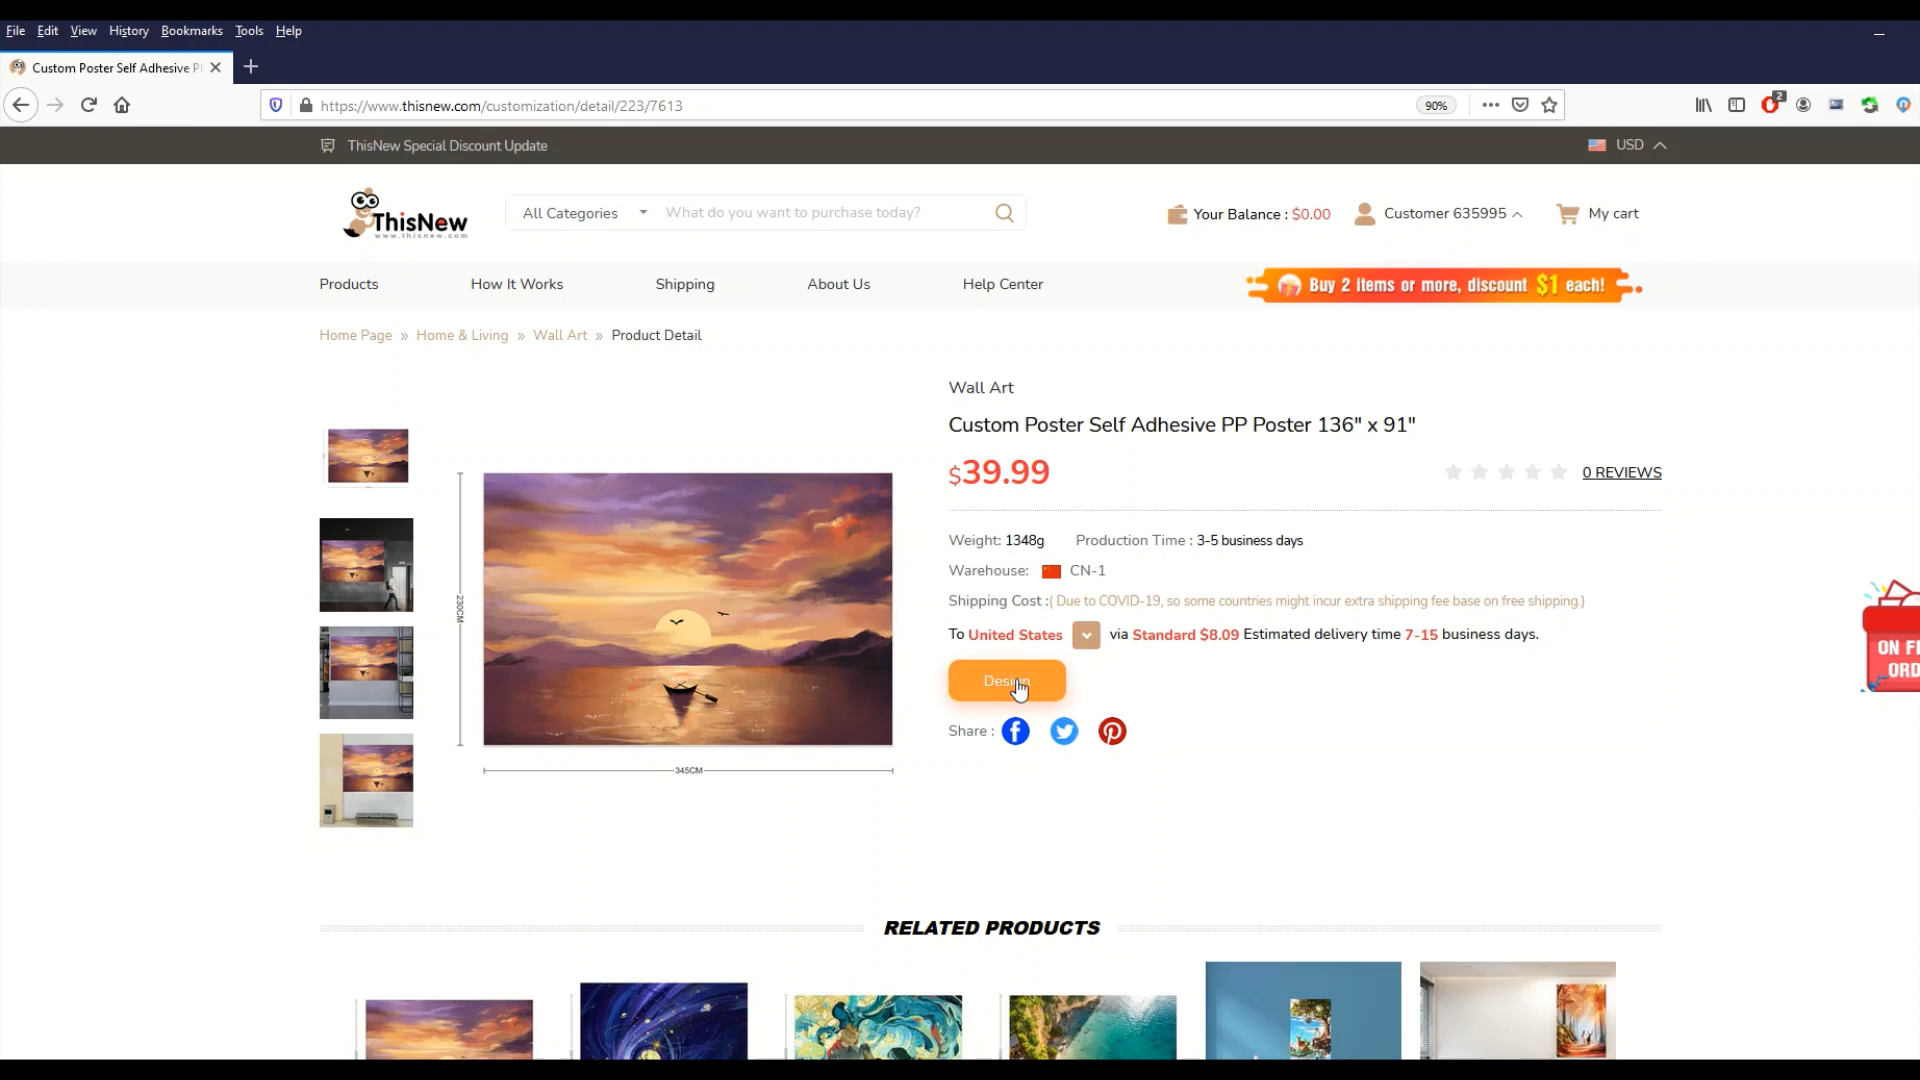 File Edit View History Bookmarks Tools Help
Custom Poster Self Adhesive P
https://www.thisnew.com/customization/detail/223/7613
90%
2
ThisNew Special Discount Update
USD
ThisNew
www.thisnew.com
All Categories
What do you want to purchase today?
Your Balance : $0.00
Customer 635995
My cart
Products
How It Works
Shipping
About Us
Help Center
Buy 2 items or more, discount $1 each!
Home Page » Home & Living » Wall Art » Product Detail
Wall Art
Custom Poster Self Adhesive PP Poster 136" x 91"
$39.99
0 REVIEWS
Weight: 1348g Production Time : 3-5 business days
Warehouse: CN-1
Shipping Cost :( Due to COVID-19, so some countries might incur extra shipping fee base on free shipping.)
To United States via Standard $8.09 Estimated delivery time 7-15 business days.
Design
Share :
230CM
345CM
ON F
ORD
RELATED PRODUCTS